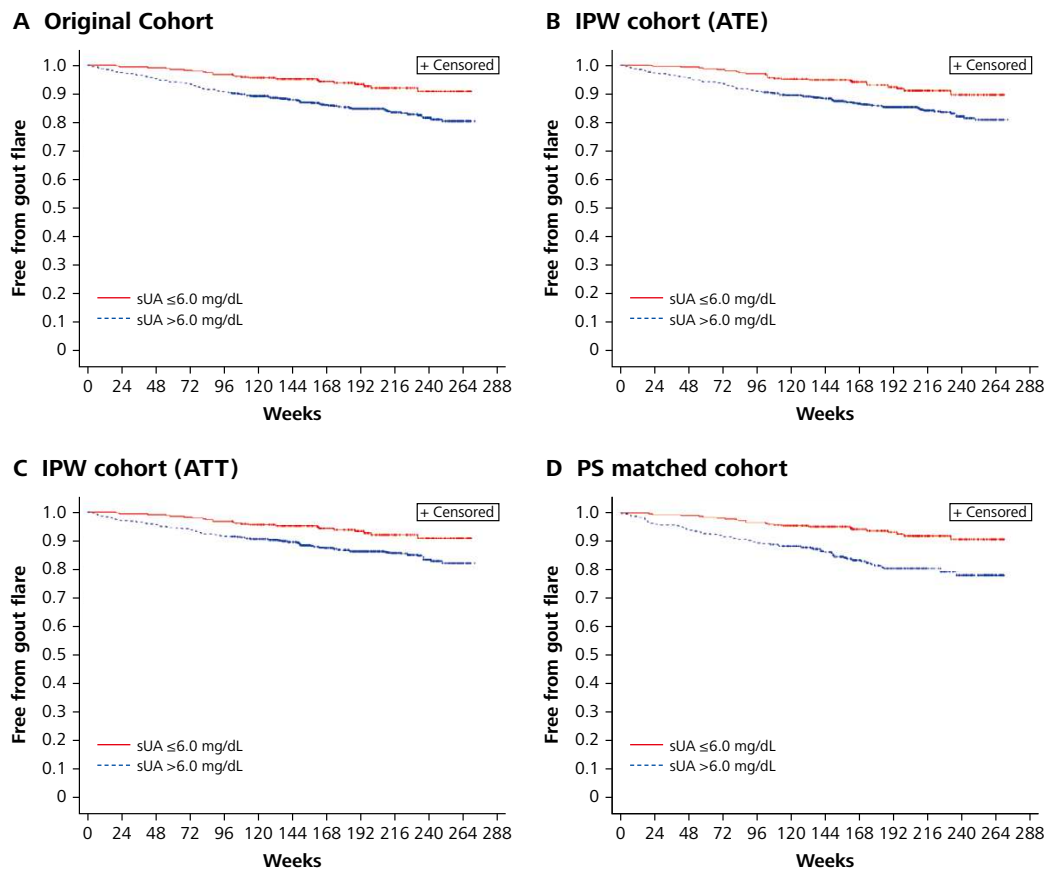 A Original Cohort
Free from gout flare
1.0
0.9
0.8
0.7
0.6
0.5
0.4
0.3
0.2
0.1
0
+ Censored
sUA ≤6.0 mg/dL
sUA >6.0 mg/dL
0 24 48 72 96 120 144 168 192 216 240 264 288
Weeks
B IPW cohort (ATE)
Free from gout flare
1.0
0.9
0.8
0.7
0.6
0.5
0.4
0.3
0.2
0.1
0
+ Censored
sUA ≤6.0 mg/dL
sUA >6.0 mg/dL
0 24 48 72 96 120 144 168 192 216 240 264 288
Weeks
C IPW cohort (ATT)
Free from gout flare
1.0
0.9
0.8
0.7
0.6
0.5
0.4
0.3
0.2
0.1
0
+ Censored
sUA ≤6.0 mg/dL
sUA >6.0 mg/dL
0 24 48 72 96 120 144 168 192 216 240 264 288
Weeks
D PS matched cohort
Free from gout flare
1.0
0.9
0.8
0.7
0.6
0.5
0.4
0.3
0.2
0.1
0
+ Censored
sUA ≤6.0 mg/dL
sUA >6.0 mg/dL
0 24 48 72 96 120 144 168 192 216 240 264 288
Weeks